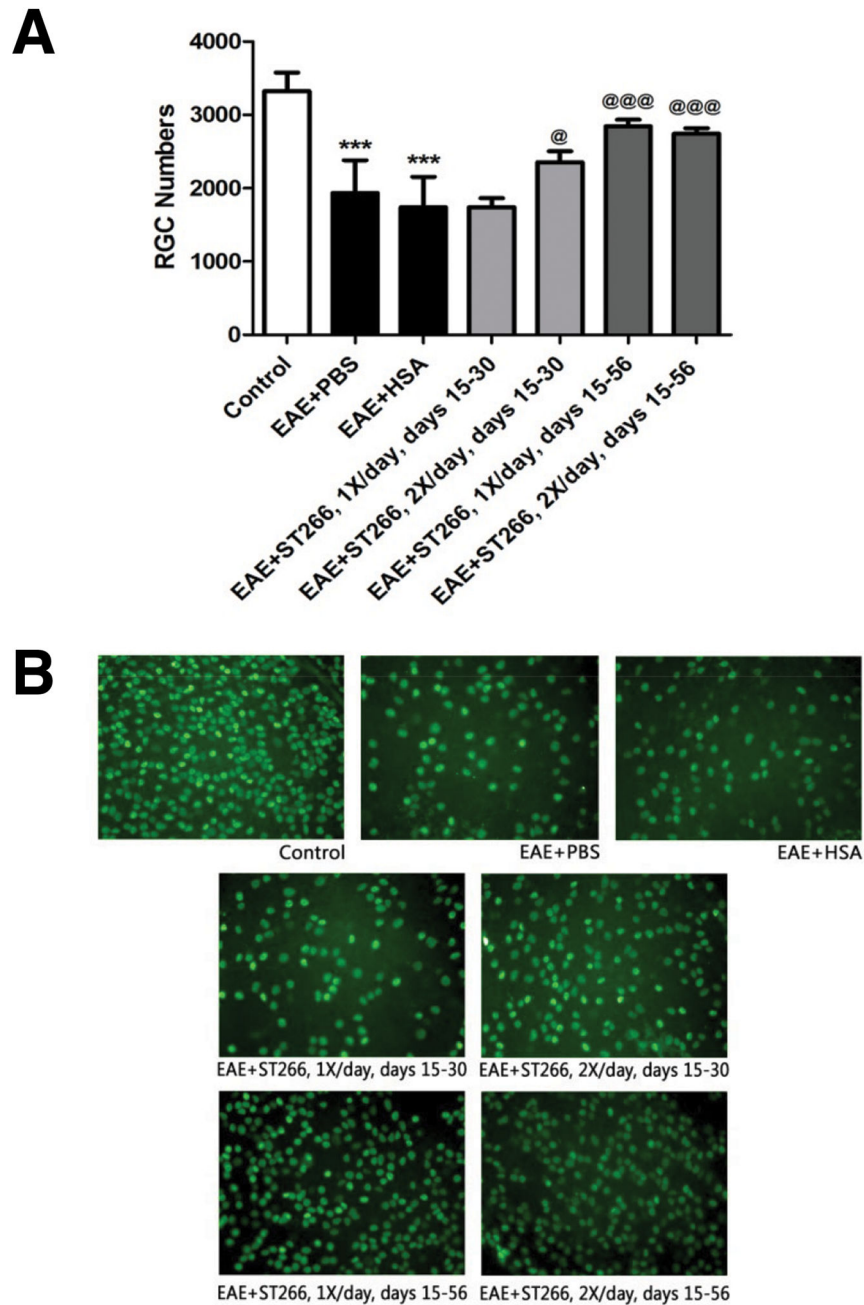 A
4000
3000
2000
1000
0
RGC Numbers
***
***
@
@@@
@@@
Control
EAE+PBS
EAE+HSA
EAE+ST266, 1X/day, days 15-30
EAE+ST266, 2X/day, days 15-30
EAE+ST266, 1X/day, days 15-56
EAE+ST266, 2X/day, days 15-56
B
Control
EAE+PBS
EAE+HSA
EAE+ST266, 1X/day, days 15-30
EAE+ST266, 2X/day, days 15-30
EAE+ST266, 1X/day, days 15-56
EAE+ST266, 2X/day, days 15-56